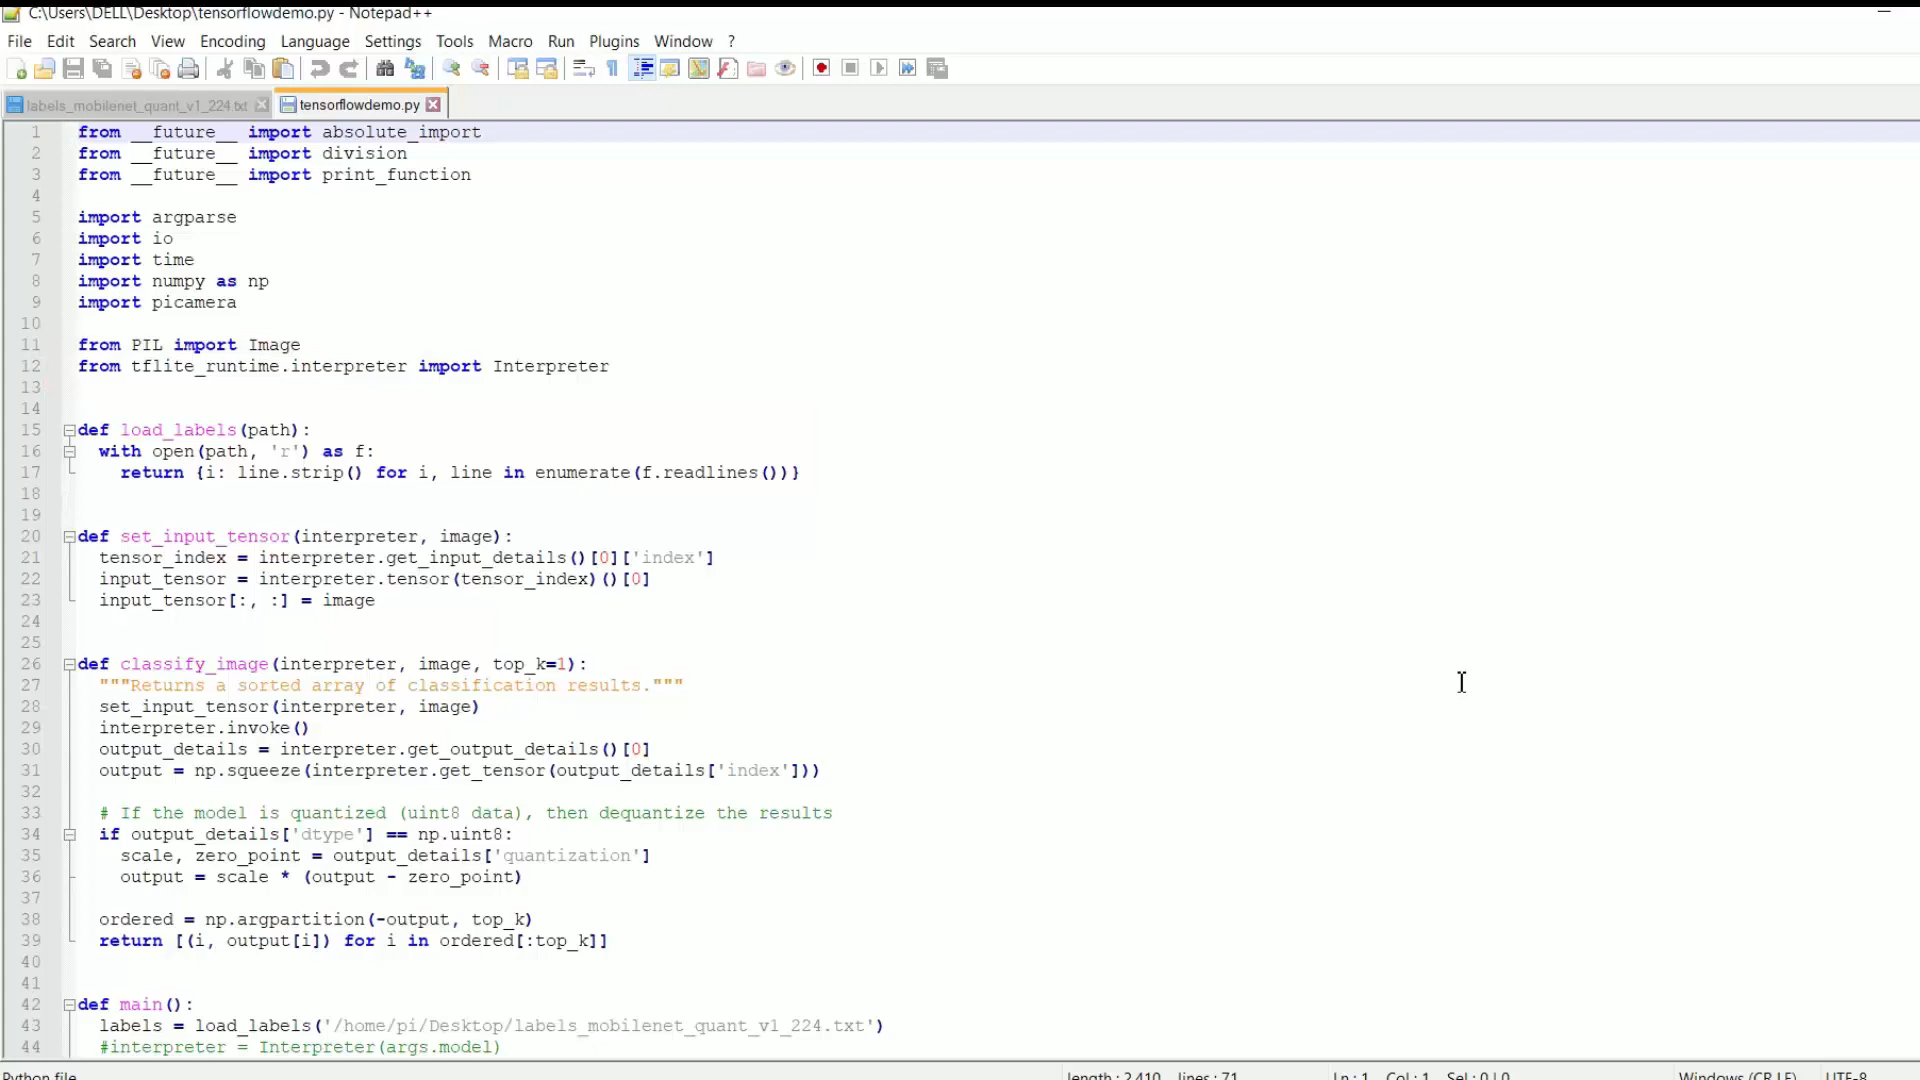 C:\Users\DELL\Desktop\tensorflowdemo.py - Notepad++
File Edit Search View Encoding Language Settings Tools Macro Run Plugins Window ?
labels_mobilenet_quant_v1_224.txt tensorflowdemo.py
1 from __future__ import absolute_import
2 from __future__ import division
3 from __future__ import print_function
4
5 import argparse
6 import io
7 import time
8 import numpy as np
9 import picamera
10
11 from PIL import Image
12 from tflite_runtime.interpreter import Interpreter
13
14
15 def load_labels(path):
16 with open(path, 'r') as f:
17 return {i: line.strip() for i, line in enumerate(f.readlines())}
18
19
20 def set_input_tensor(interpreter, image):
21 tensor_index = interpreter.get_input_details()[0]['index']
22 input_tensor = interpreter.tensor(tensor_index)()[0]
23 input_tensor[:, :] = image
24
25
26 def classify_image(interpreter, image, top_k=1):
27 """Returns a sorted array of classification results."""
28 set_input_tensor(interpreter, image)
29 interpreter.invoke()
30 output_details = interpreter.get_output_details()[0]
31 output = np.squeeze(interpreter.get_tensor(output_details['index']))
32
33 # If the model is quantized (uint8 data), then dequantize the results
34 if output_details['dtype'] == np.uint8:
35 scale, zero_point = output_details['quantization']
36 output = scale * (output - zero_point)
37
38 ordered = np.argpartition(-output, top_k)
39 return [(i, output[i]) for i in ordered[:top_k]]
40
41
42 def main():
43 labels = load_labels('/home/pi/Desktop/labels_mobilenet_quant_v1_224.txt')
44 #interpreter = Interpreter(args.model)
Python file length : 2,410 lines : 71 Ln : 1 Col : 1 Sel : 0 | 0 Windows (CR LF) UTF-8